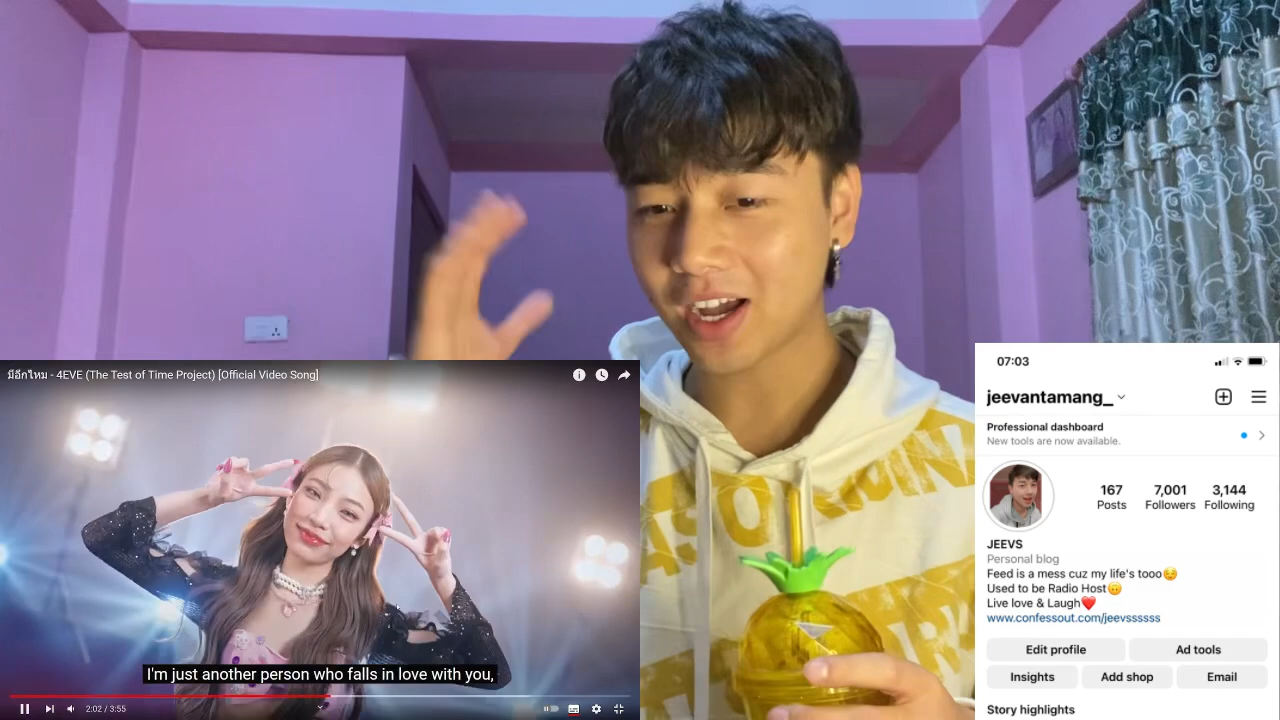 มีอีกไหม - 4EVE (The Test of Time Project) [Official Video Song]
I'm just another person who falls in love with you,
2:02 / 3:55
07:03
jeevantamang_
Professional dashboard
New tools are now available.
167 7,001 3,144
Posts Followers Following
JEEVS
Personal blog
Feed is a mess cuz my life's tooo😌
Used to be Radio Host🙃
Live love & Laugh❤️
www.confessout.com/jeevssssss
Edit profile Ad tools
Insights Add shop Email
Story highlights